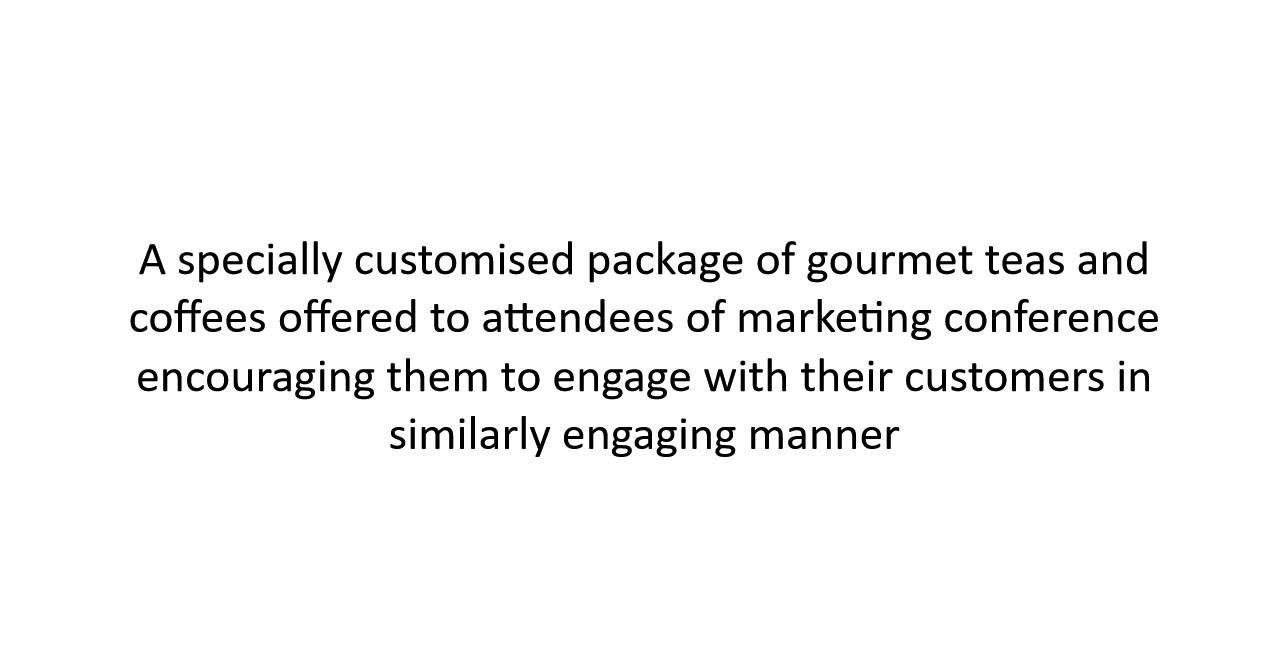 A specially customised package of gourmet teas and
coffees offered to attendees of marketing conference
encouraging them to engage with their customers in
similarly engaging manner